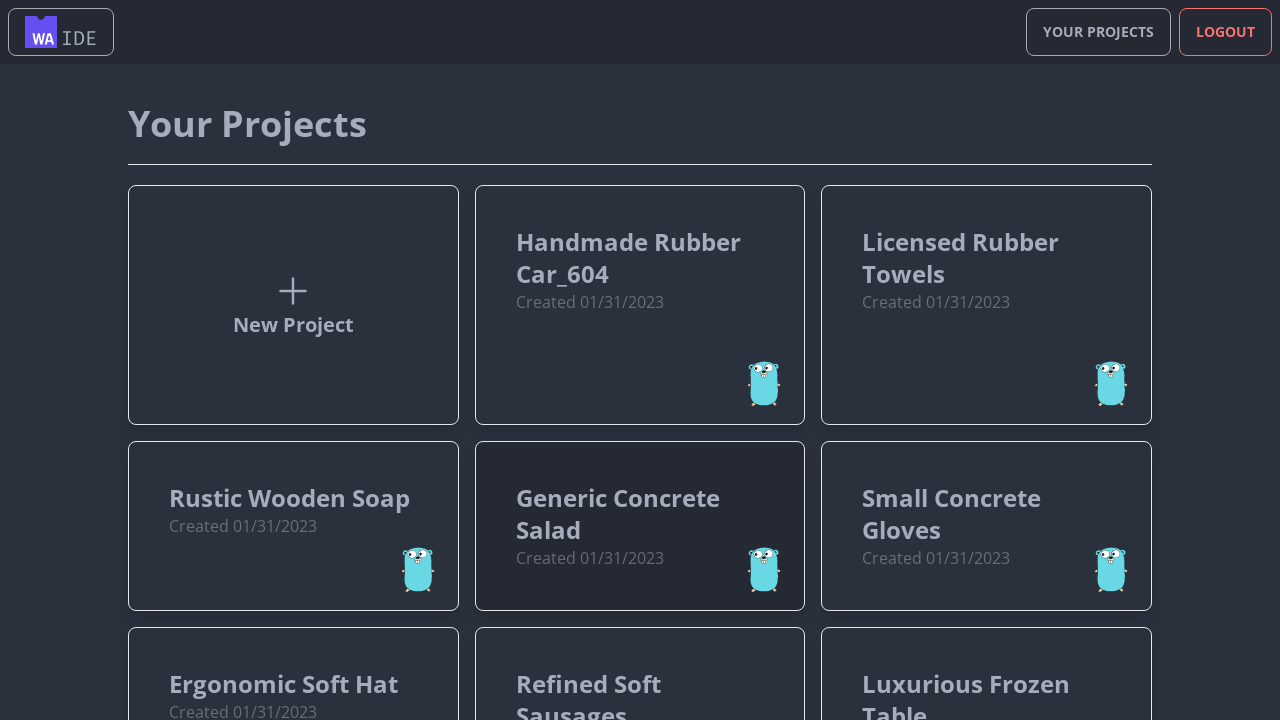 WA IDE
YOUR PROJECTS
LOGOUT
Your Projects
New Project
Handmade Rubber
Car_604
Created 01/31/2023
Licensed Rubber
Towels
Created 01/31/2023
Rustic Wooden Soap
Created 01/31/2023
Generic Concrete
Salad
Created 01/31/2023
Small Concrete
Gloves
Created 01/31/2023
Ergonomic Soft Hat
Created 01/31/2023
Refined Soft
Sausages
Luxurious Frozen
Table